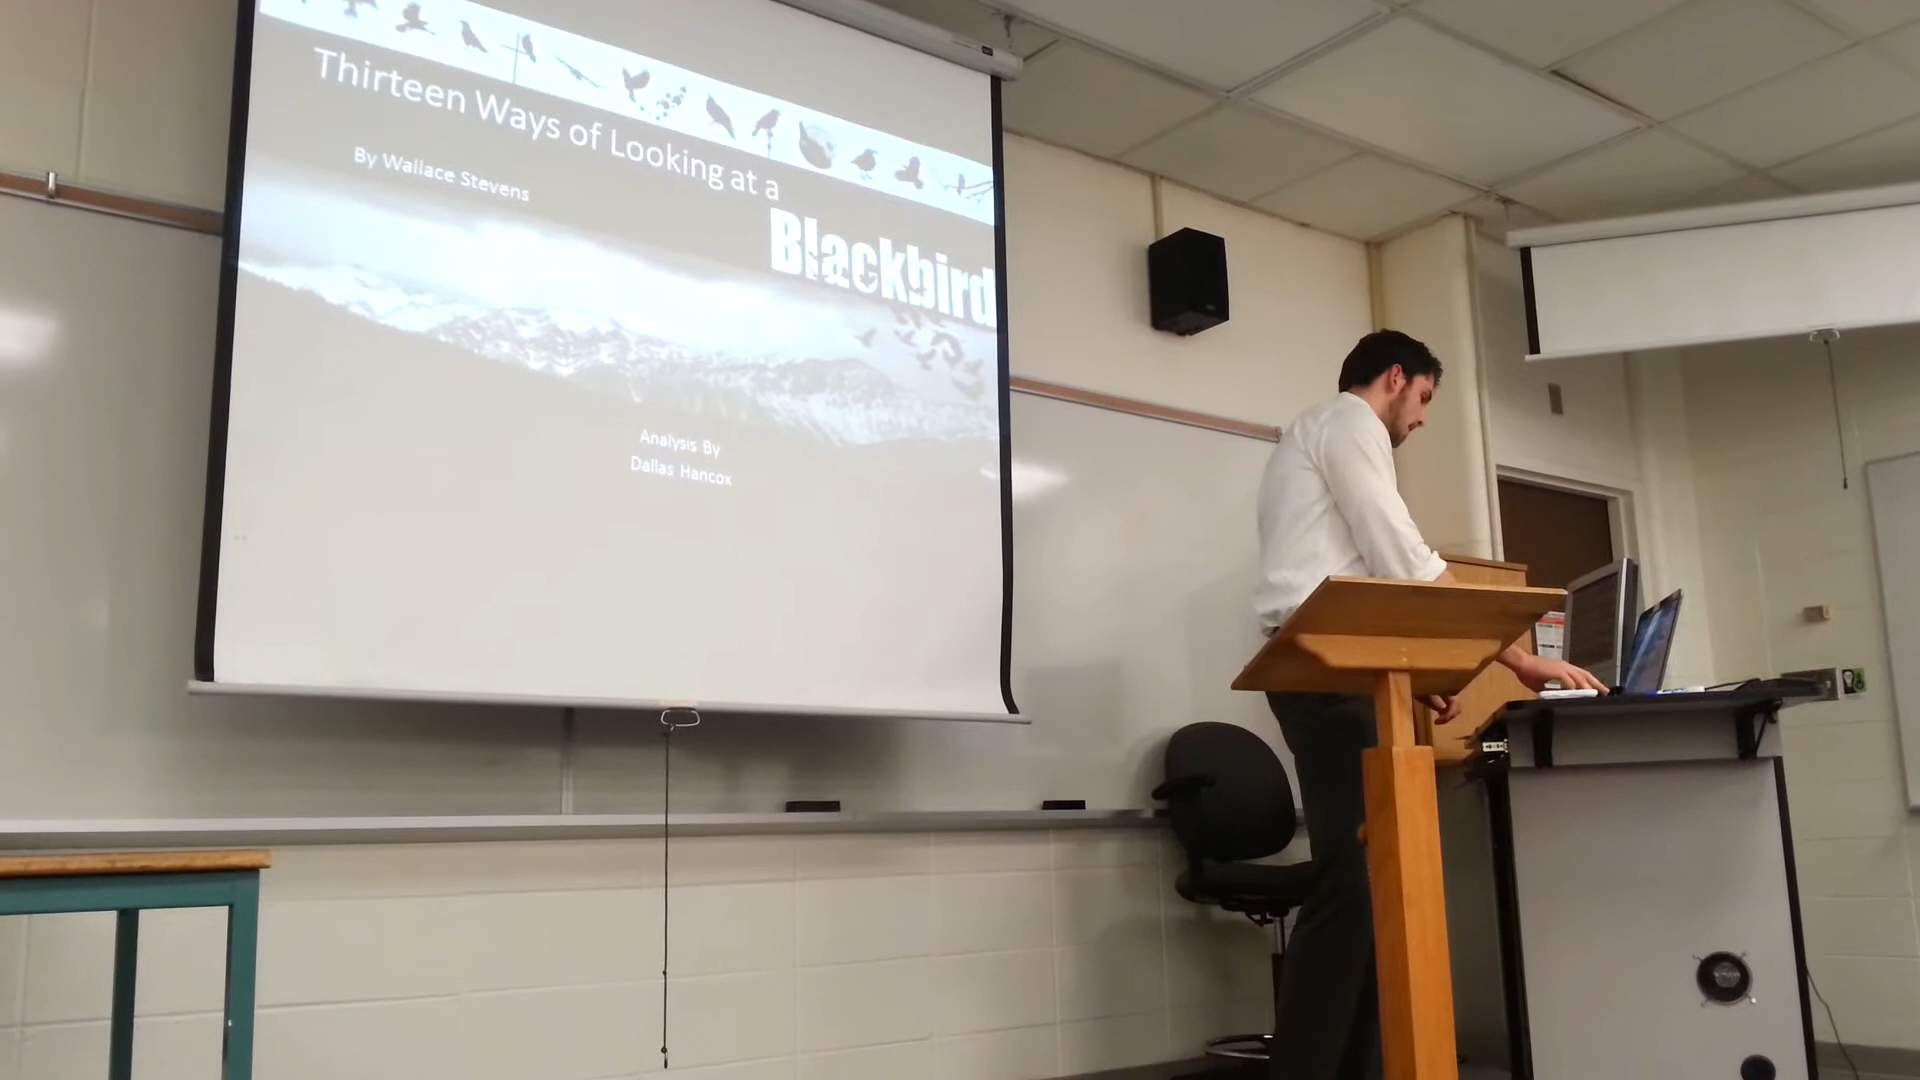 Thirteen Ways of Looking at a
Blackbird
By Wallace Stevens
Analysis By
Dallas Hancox